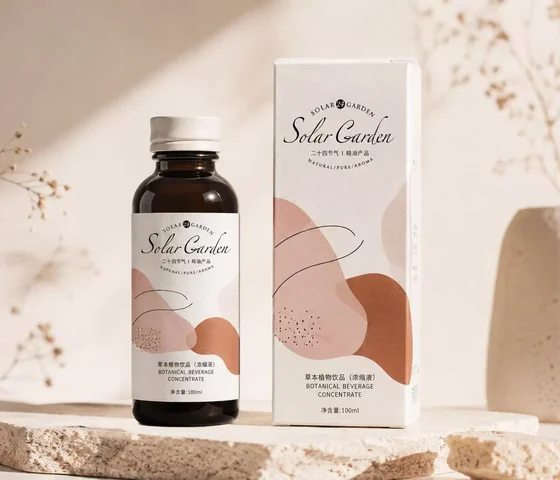 SOLAR 24 GARDEN
Solar Garden
二十四节气 | 精油产品
NATURAL/PURE/AROMA
草本植物饮品（浓缩液）
BOTANICAL BEVERAGE
CONCENTRATE
净含量:100ml
SOLAR 24 GARDEN
Solar Garden
二十四节气 | 精油产品
NATURAL/PURE/AROMA
草本植物饮品（浓缩液）
BOTANICAL BEVERAGE
CONCENTRATE
净含量:100ml